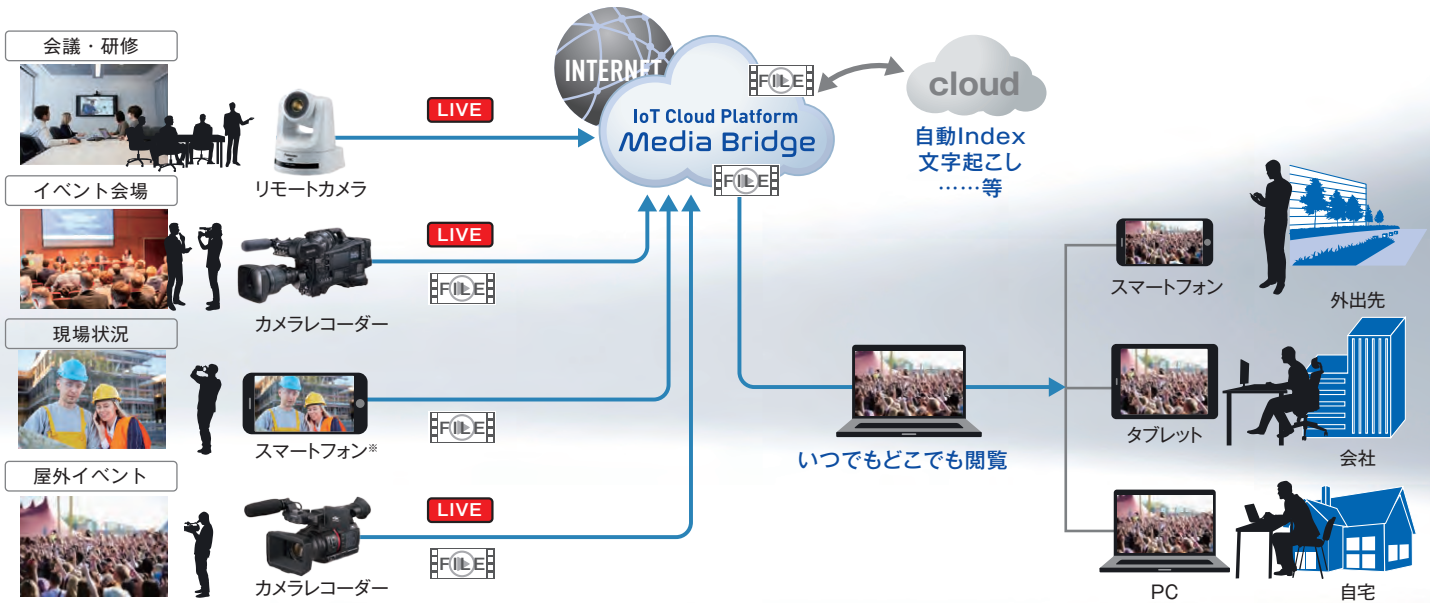 会議・研修
LIVE
リモートカメラ
イベント会場
LIVE
FILE
カメラレコーダー
現場状況
スマートフォン※
FILE
屋外イベント
LIVE
FILE
カメラレコーダー
INTERNET
FILE
IoT Cloud Platform
Media Bridge
FILE
cloud
自動Index
文字起こし
……等
いつでもどこでも閲覧
スマートフォン
外出先
タブレット
会社
PC
自宅